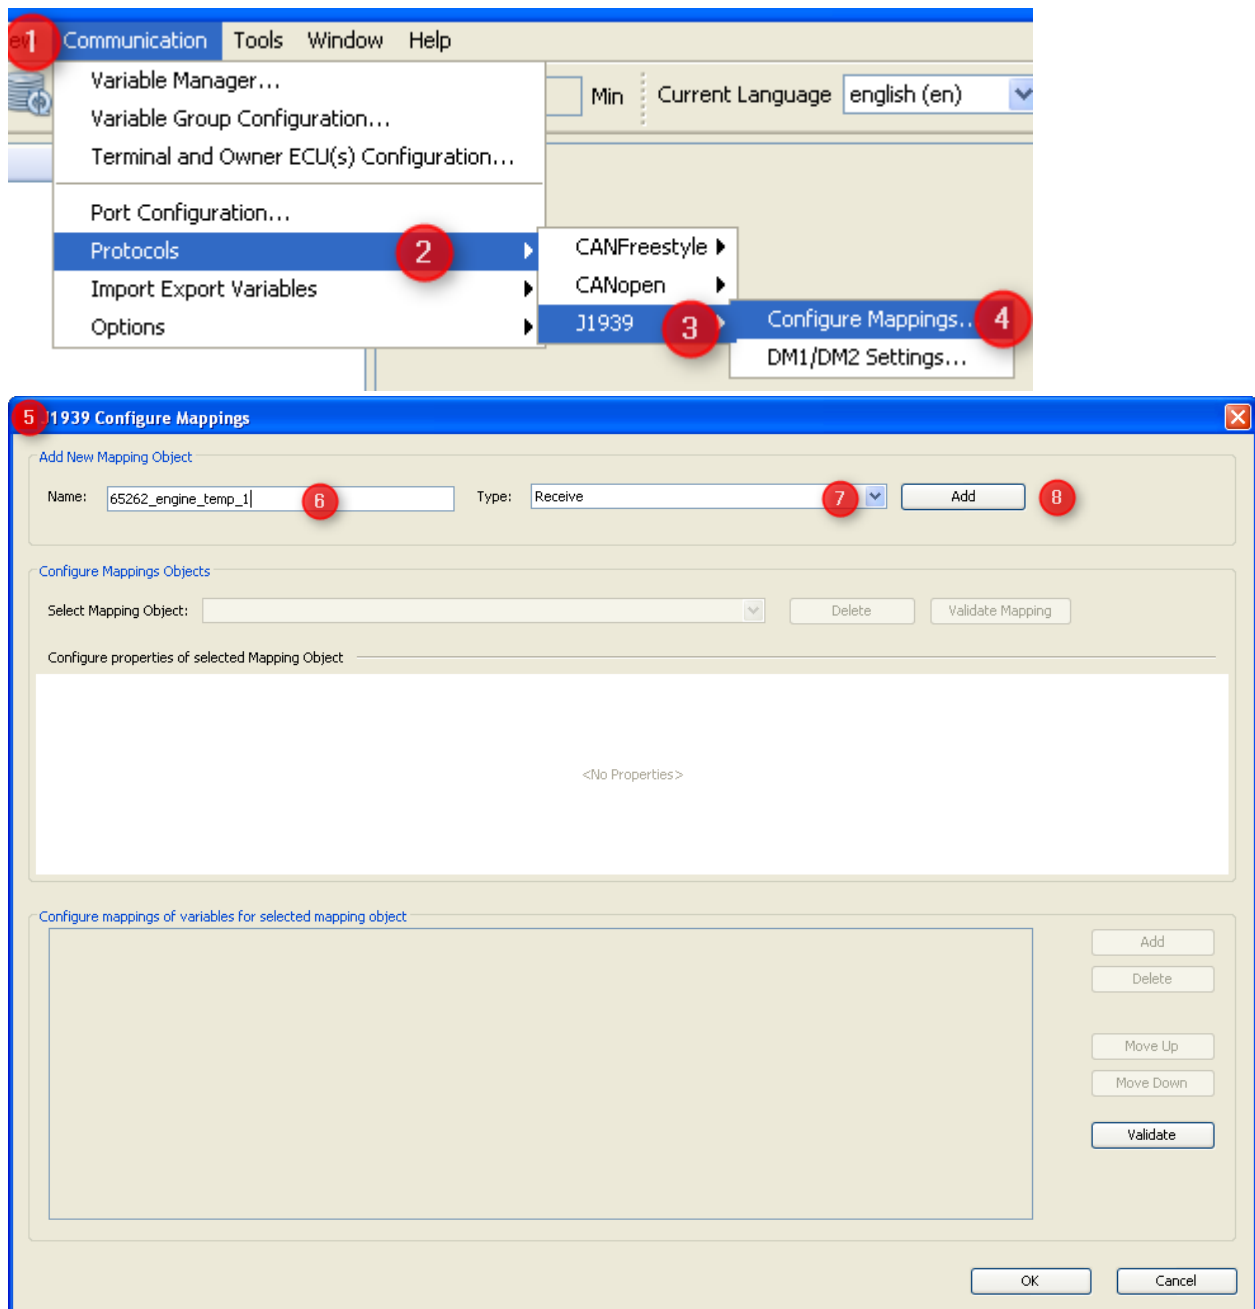 1 Communication Tools Window Help
Variable Manager...
Min Current Language english (en)
Variable Group Configuration...
Terminal and Owner ECU(s) Configuration...
Port Configuration...
Protocols 2 CANFreestyle
Import Export Variables CANopen
Options J1939 3 Configure Mappings.. 4
DM1/DM2 Settings...
5 J1939 Configure Mappings
Add New Mapping Object
Name: 65262_engine_temp_1 6 Type: Receive 7 Add 8
Configure Mappings Objects
Select Mapping Object: Delete Validate Mapping
Configure properties of selected Mapping Object
<No Properties>
Configure mappings of variables for selected mapping object
Add
Delete
Move Up
Move Down
Validate
OK Cancel